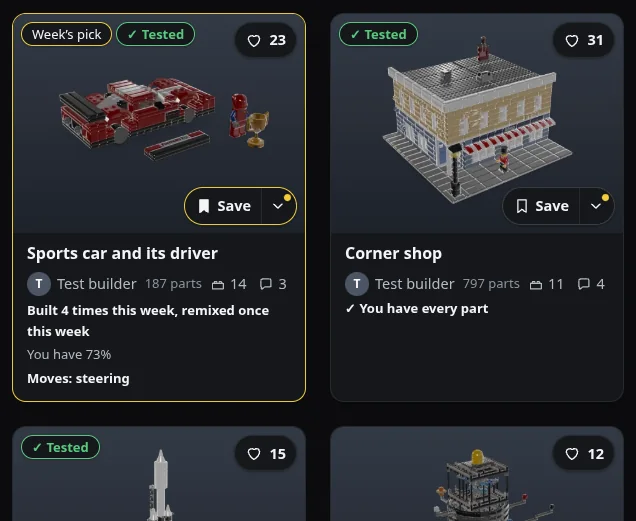 Week's pick
✓ Tested
23
Save
Sports car and its driver
T Test builder 187 parts 14 3
Built 4 times this week, remixed once
this week
You have 73%
Moves: steering
✓ Tested
31
Save
Corner shop
T Test builder 797 parts 11 4
✓ You have every part
✓ Tested
15
12